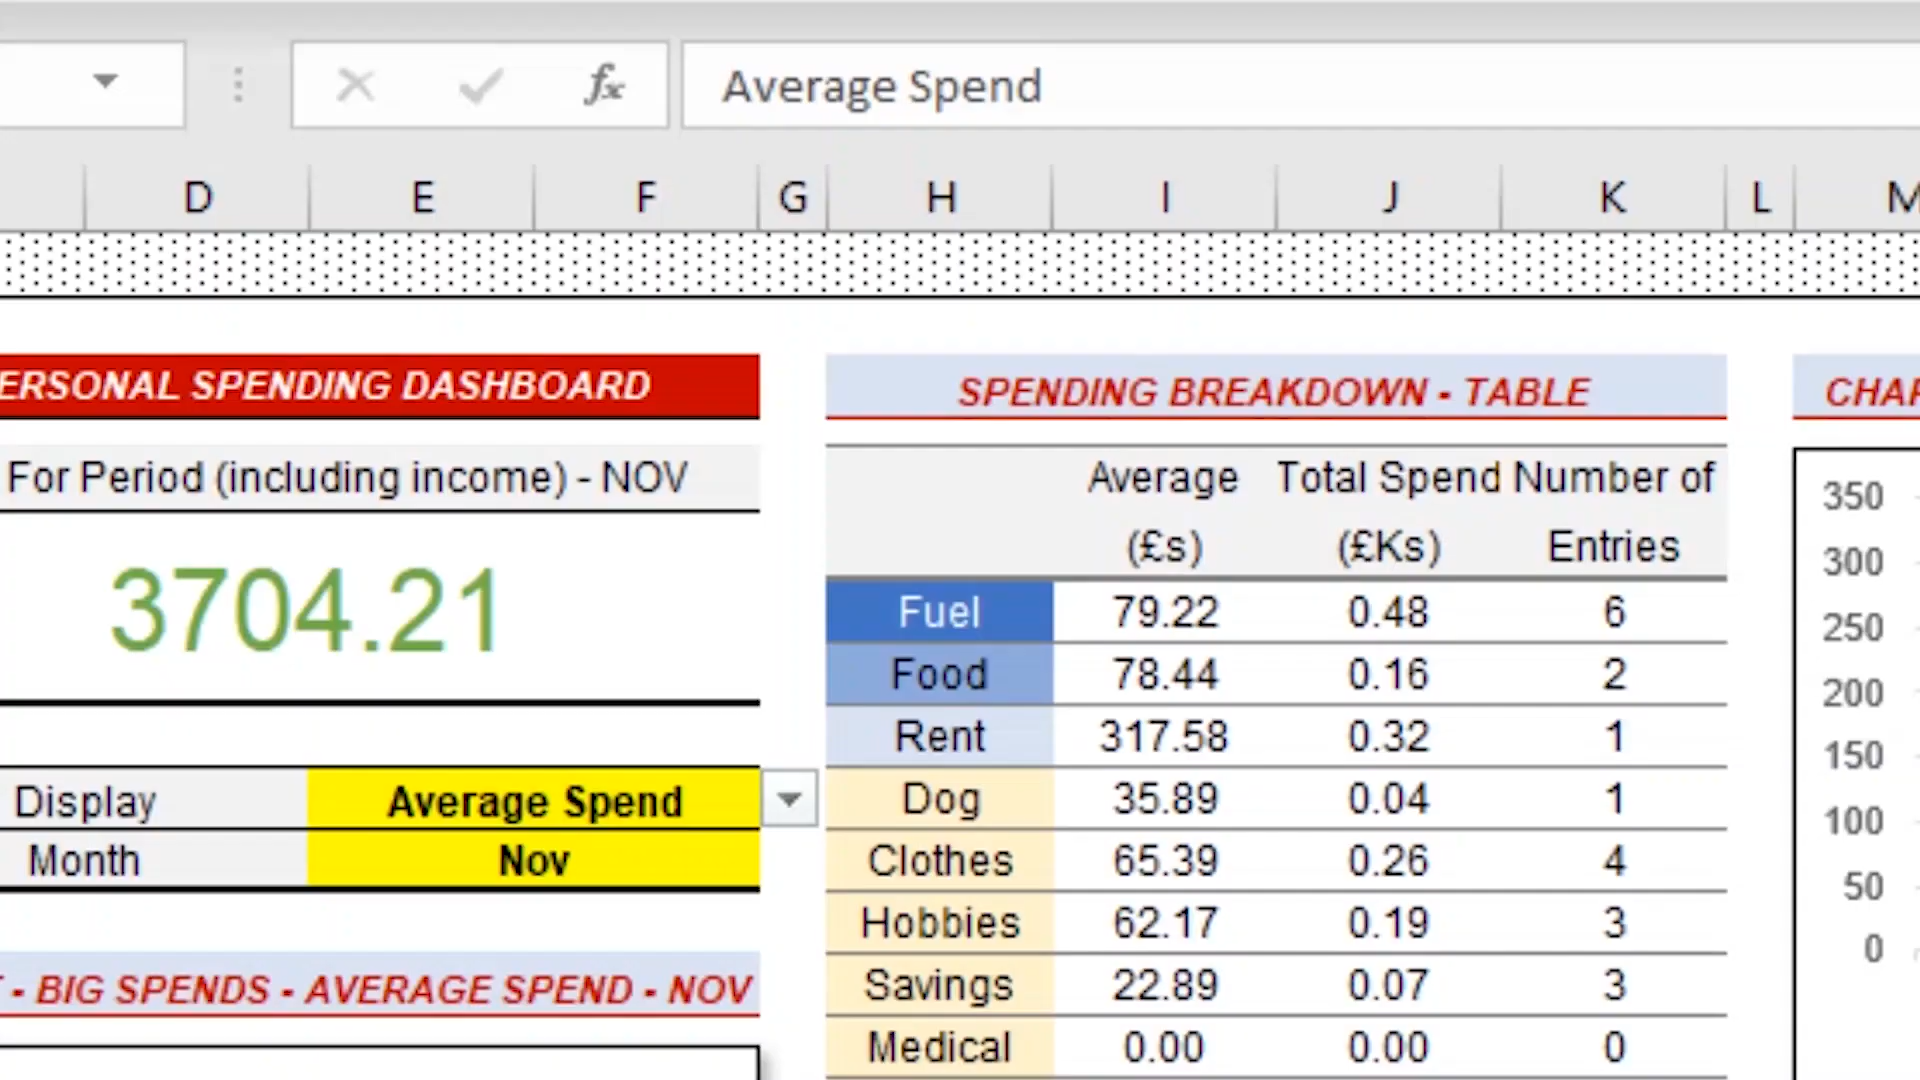 fx Average Spend
D E F G H I J K L M
ERSONAL SPENDING DASHBOARD
For Period (including income) - NOV
3704.21
Display Average Spend
Month Nov
- BIG SPENDS - AVERAGE SPEND - NOV
SPENDING BREAKDOWN - TABLE
Average Total Spend Number of
(£s) (£Ks) Entries
Fuel 79.22 0.48 6
Food 78.44 0.16 2
Rent 317.58 0.32 1
Dog 35.89 0.04 1
Clothes 65.39 0.26 4
Hobbies 62.17 0.19 3
Savings 22.89 0.07 3
Medical 0.00 0.00 0
CHAR
350
300
250
200
150
100
50
0